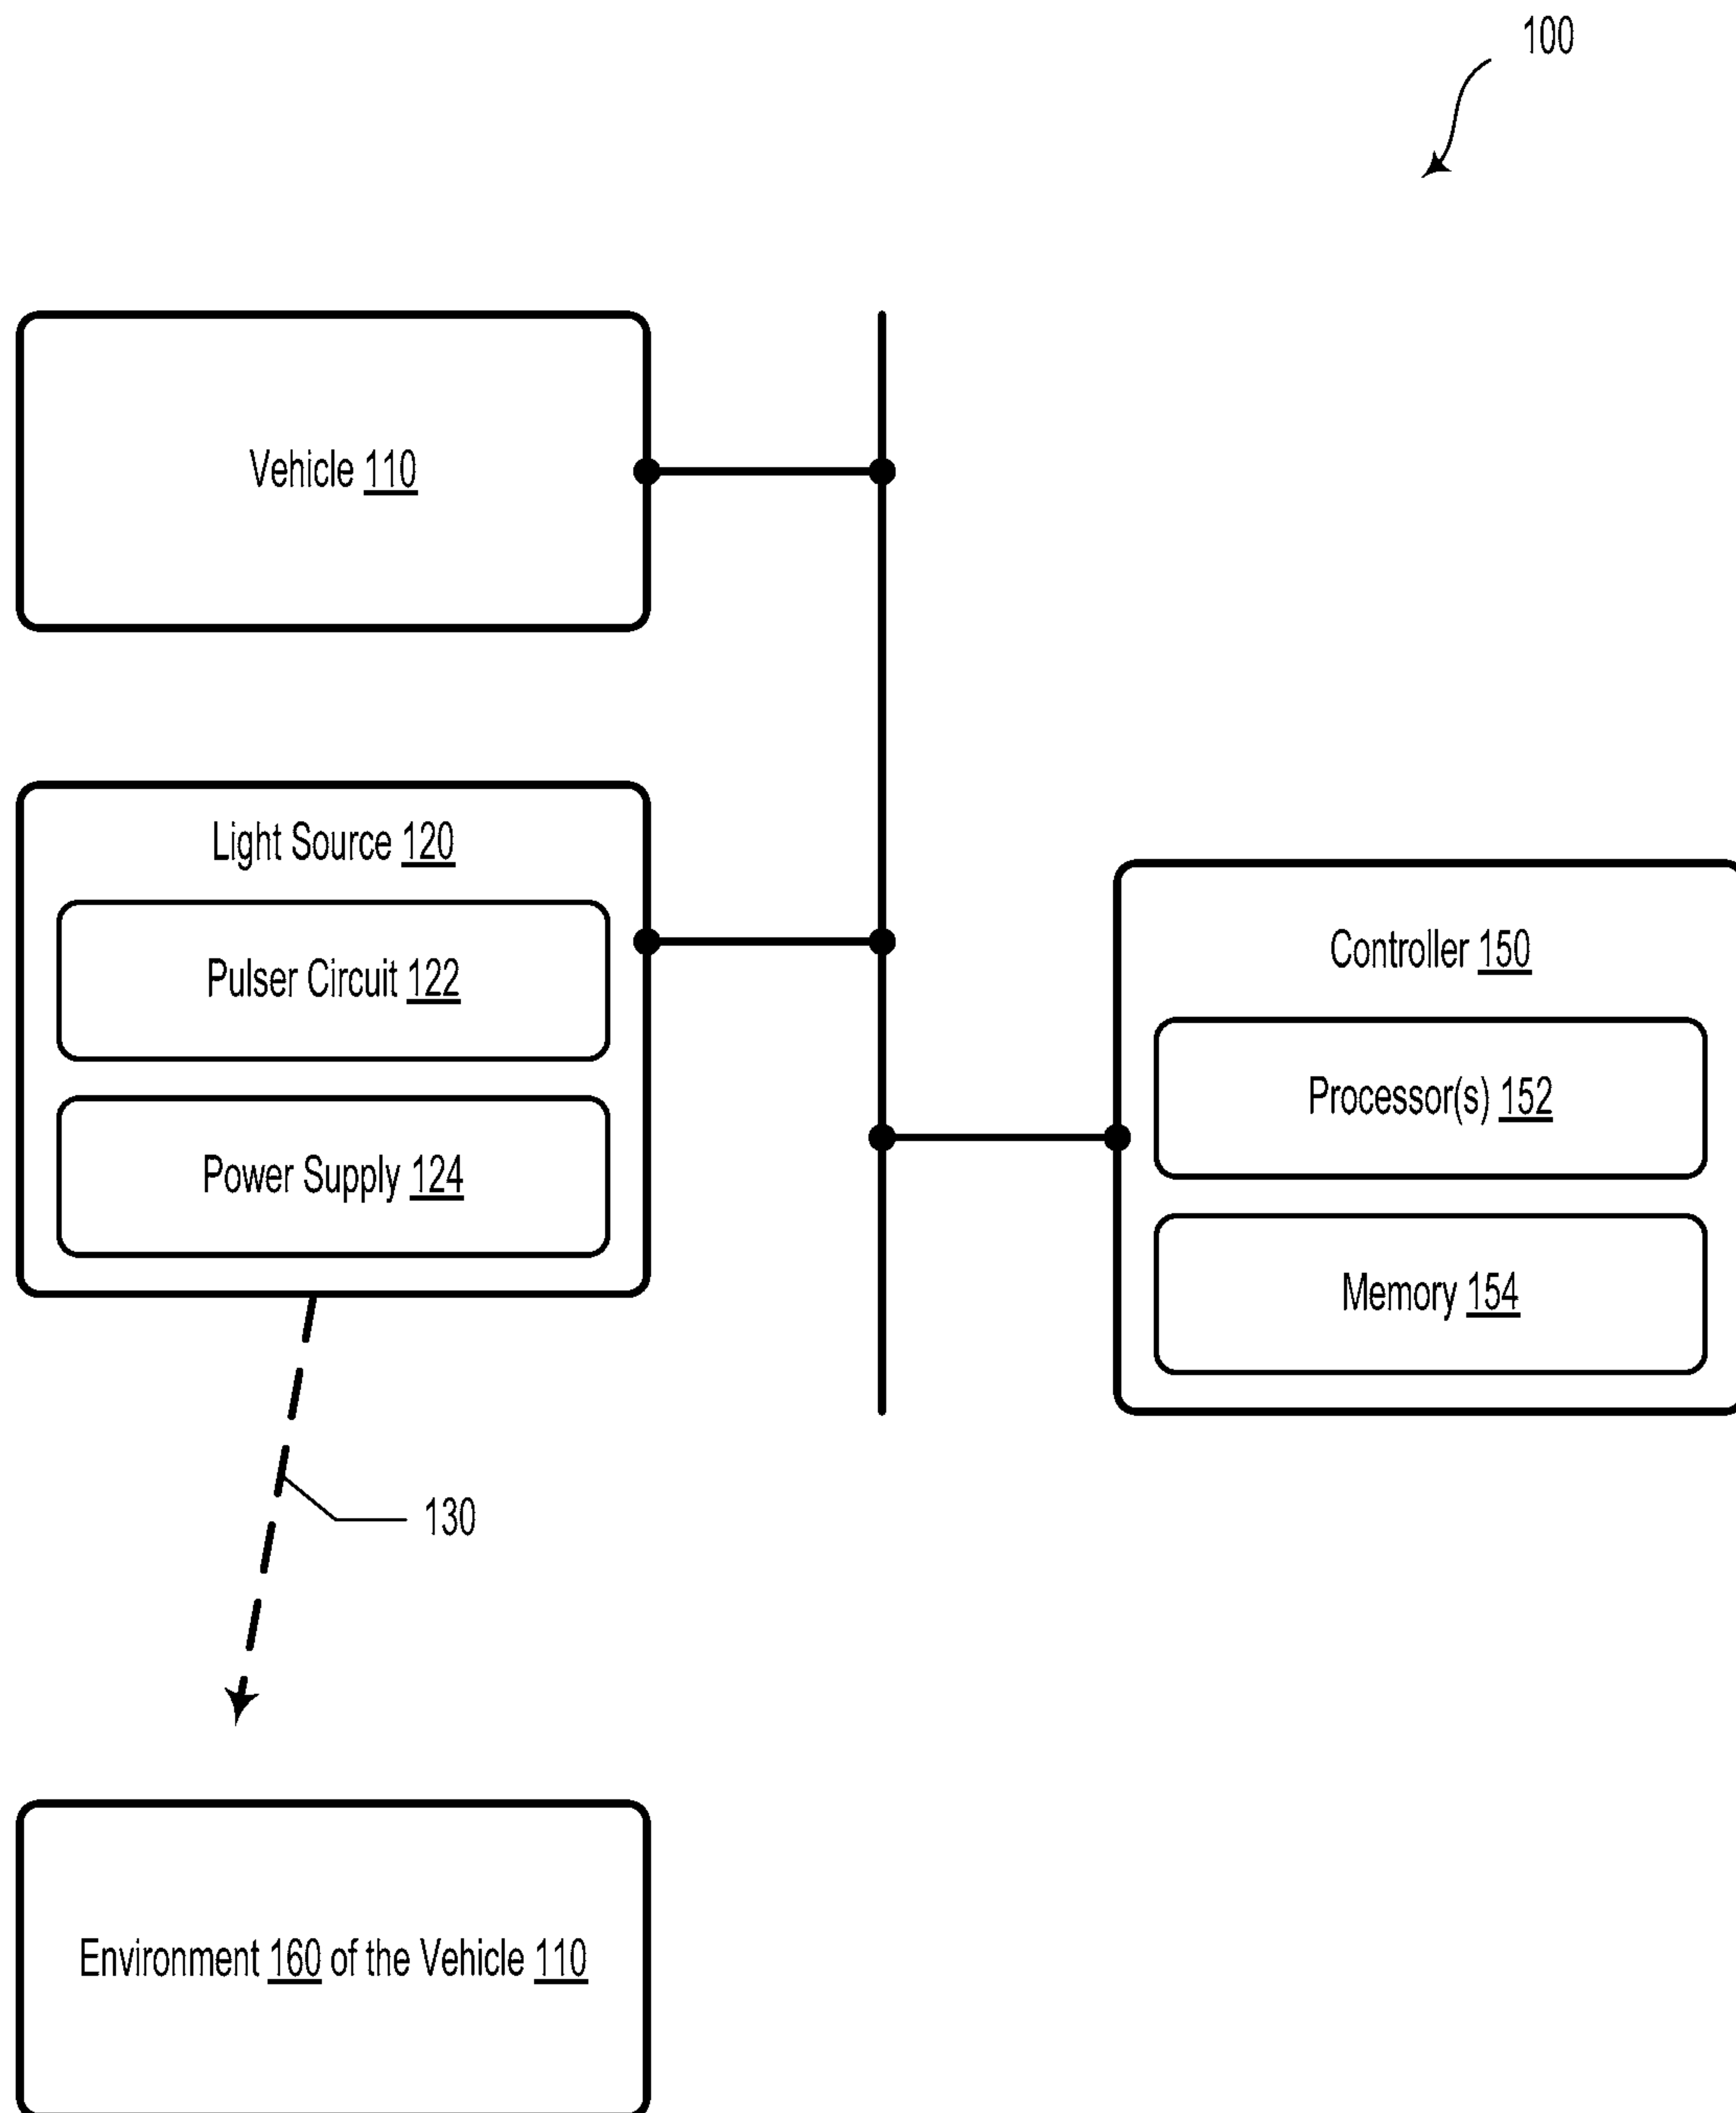 100
Vehicle 110
Light Source 120
Pulser Circuit 122
Power Supply 124
Controller 150
Processor(s) 152
Memory 154
130
Environment 160 of the Vehicle 110